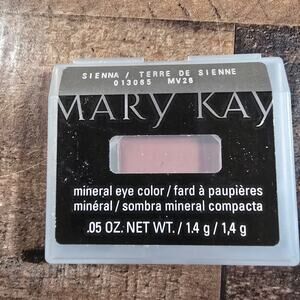 SIENNA / TERRE DE SIENNE
013065 MV26
MARY KAY
mineral eye color / fard à paupières
minéral / sombra mineral compacta
.05 OZ. NET WT. / 1.4 g / 1,4 g